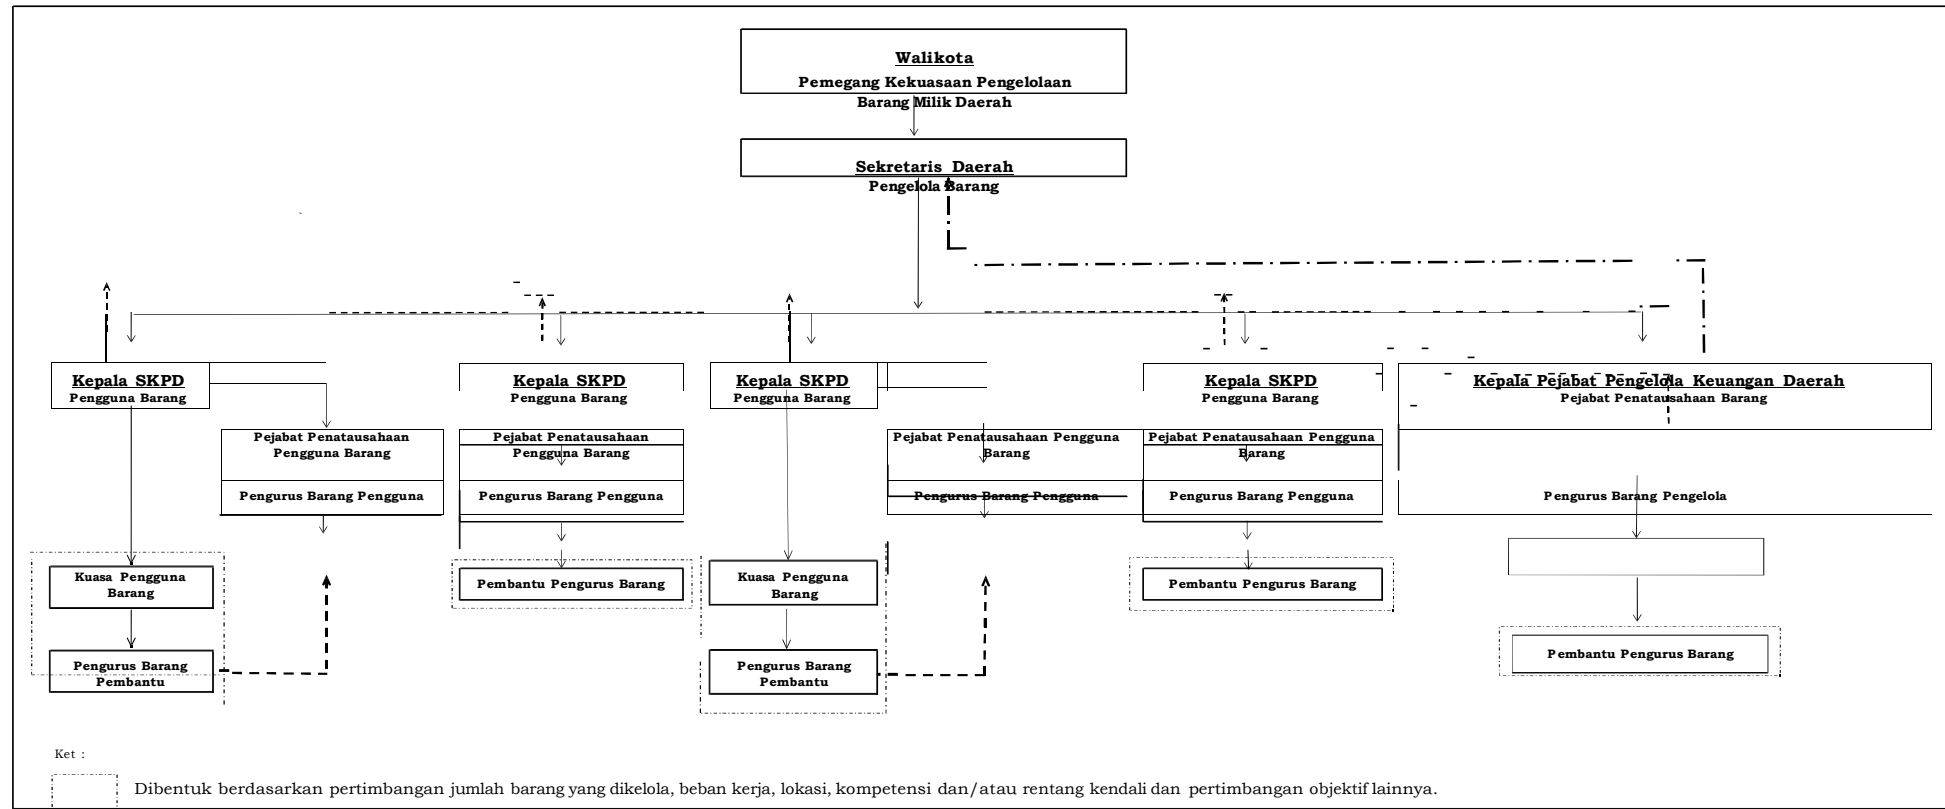 Walikota
Pemegang Kekuasaan Pengelolaan
Barang Milik Daerah
Sekretaris Daerah
Pengelola Barang
Kepala SKPD
Pengguna Barang
Kepala SKPD
Pengguna Barang
Kepala SKPD
Pengguna Barang
Kepala SKPD
Pengguna Barang
Kepala Pejabat Pengelola Keuangan Daerah
Pejabat Penatausahaan Barang
Pejabat Penatausahaan
Pengguna Barang
Pejabat Penatausahaan
Pengguna Barang
Pejabat Penatausahaan Pengguna
Barang
Pejabat Penatausahaan Pengguna
Barang
Pengurus Barang Pengguna
Pengurus Barang Pengguna
Pengurus Barang Pengguna
Pengurus Barang Pengguna
Pengurus Barang Pengelola
Kuasa Pengguna
Barang
Pembantu Pengurus Barang
Kuasa Pengguna
Barang
Pembantu Pengurus Barang
Pengurus Barang
Pembantu
Pengurus Barang
Pembantu
Pembantu Pengurus Barang
Ket :
Dibentuk berdasarkan pertimbangan jumlah barang yang dikelola, beban kerja, lokasi, kompetensi dan/atau rentang kendali dan pertimbangan objektif lainnya.